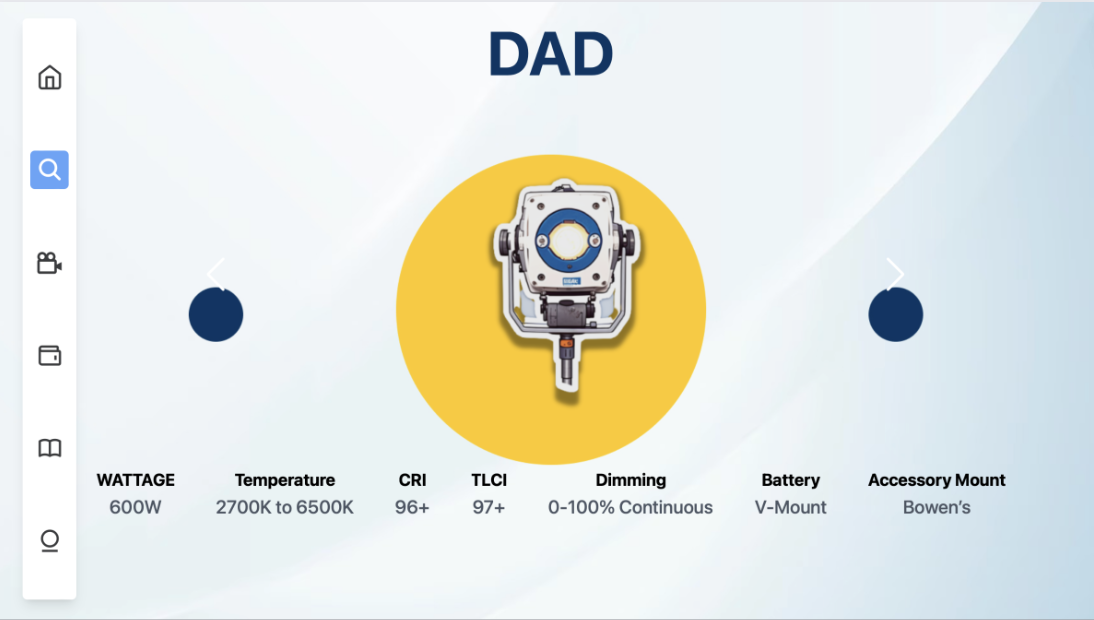 DAD
WATTAGE Temperature CRI TLCI Dimming Battery Accessory Mount
600W 2700K to 6500K 96+ 97+ 0-100% Continuous V-Mount Bowen’s